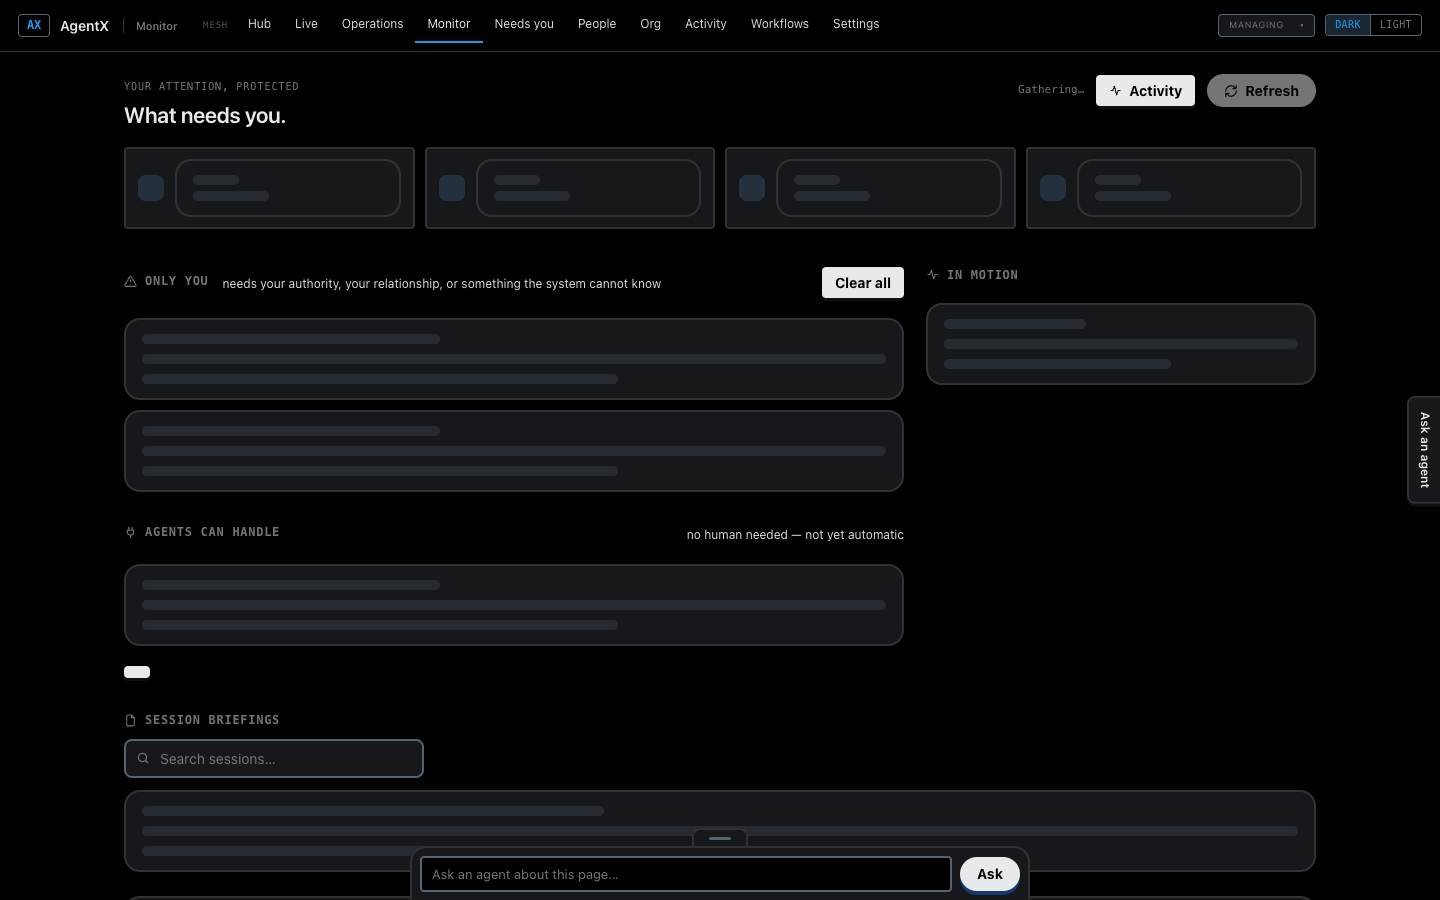 AX AgentX Monitor MESH Hub Live Operations Monitor Needs you People Org Activity Workflows Settings MANAGING DARK LIGHT
YOUR ATTENTION, PROTECTED
What needs you.
Gathering… Activity Refresh
ONLY YOU needs your authority, your relationship, or something the system cannot know Clear all
IN MOTION
Ask an agent
AGENTS CAN HANDLE no human needed — not yet automatic
SESSION BRIEFINGS
Search sessions…
Ask an agent about this page… Ask